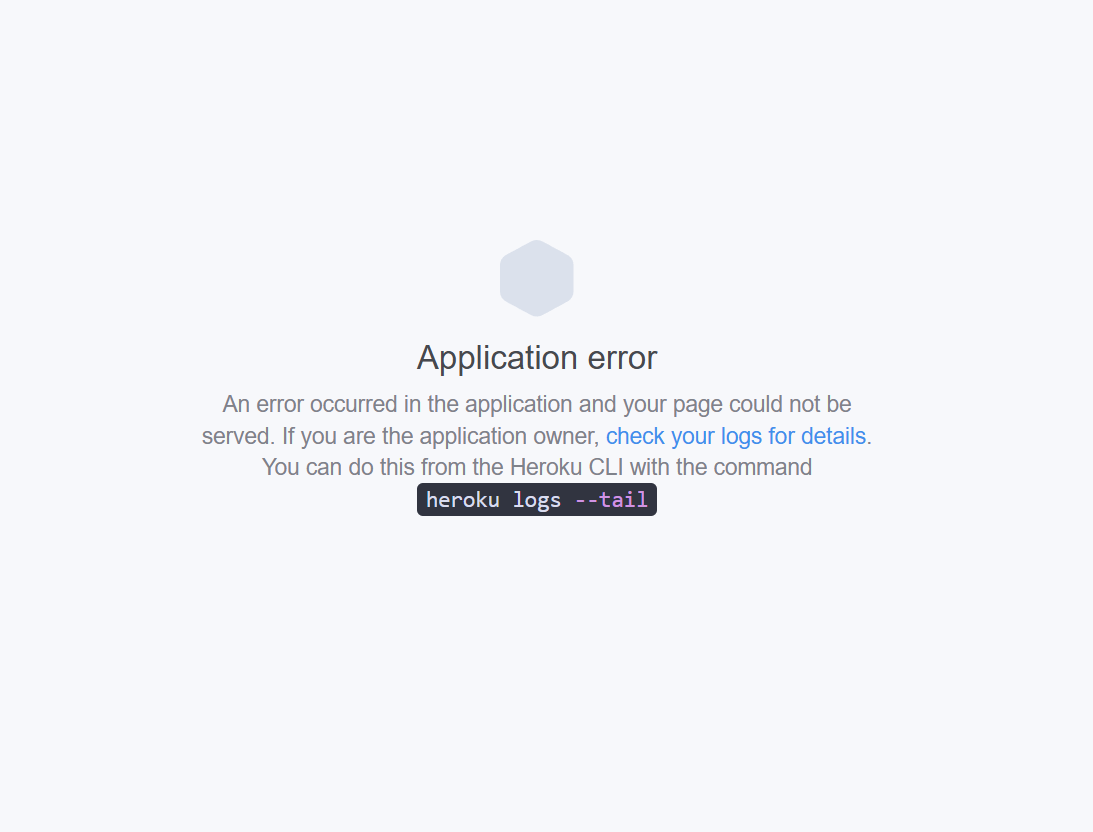 Application error
An error occurred in the application and your page could not be
served. If you are the application owner, check your logs for details.
You can do this from the Heroku CLI with the command
heroku logs --tail